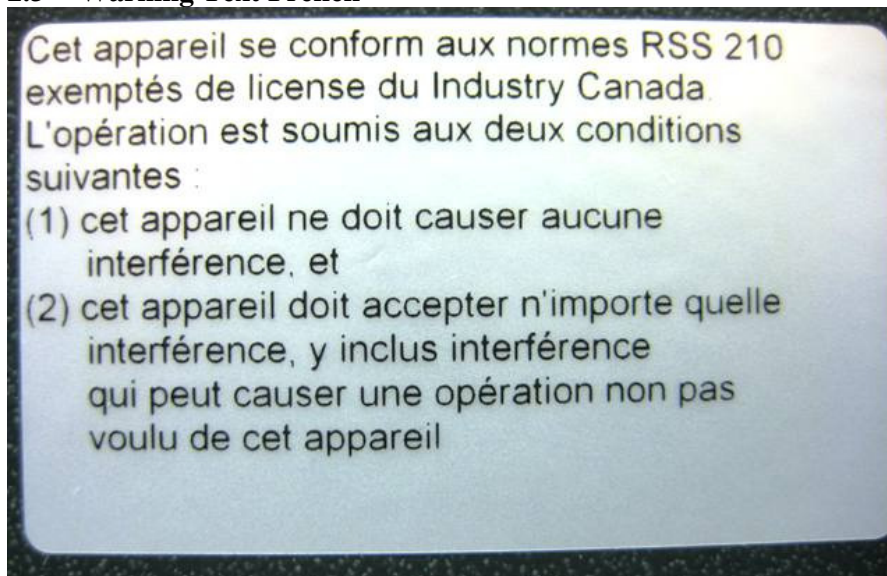 Cet appareil se conform aux normes RSS 210
exemptés de license du Industry Canada.
L'opération est soumis aux deux conditions
suivantes :
(1) cet appareil ne doit causer aucune
interférence, et
(2) cet appareil doit accepter n'importe quelle
interférence, y inclus interférence
qui peut causer une opération non pas
voulu de cet appareil